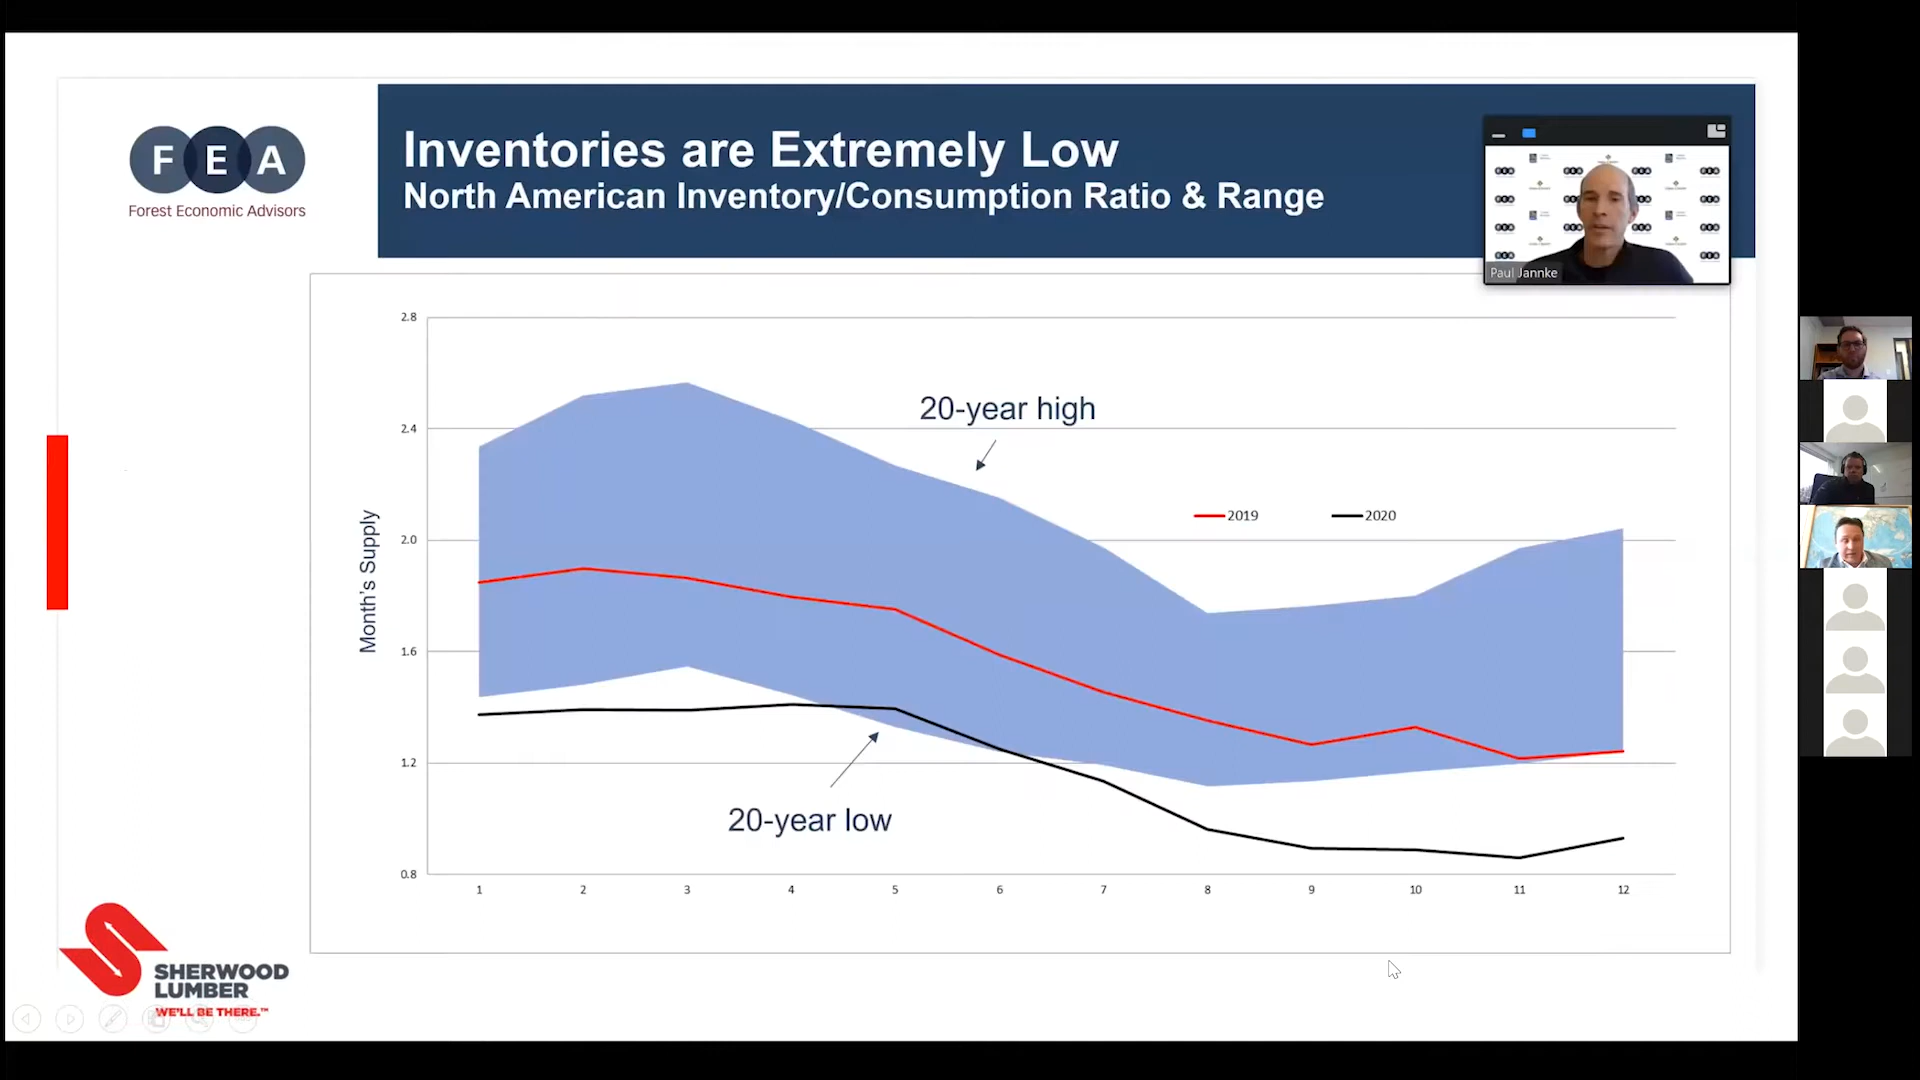 F E A
Forest Economic Advisors
Inventories are Extremely Low
North American Inventory/Consumption Ratio & Range
Paul Jannke
2.8
2.4
2.0
1.6
1.2
0.8
Month's Supply
20-year high
2019
2020
20-year low
1 2 3 4 5 6 7 8 9 10 11 12
SHERWOOD
LUMBER
WE'LL BE THERE.™